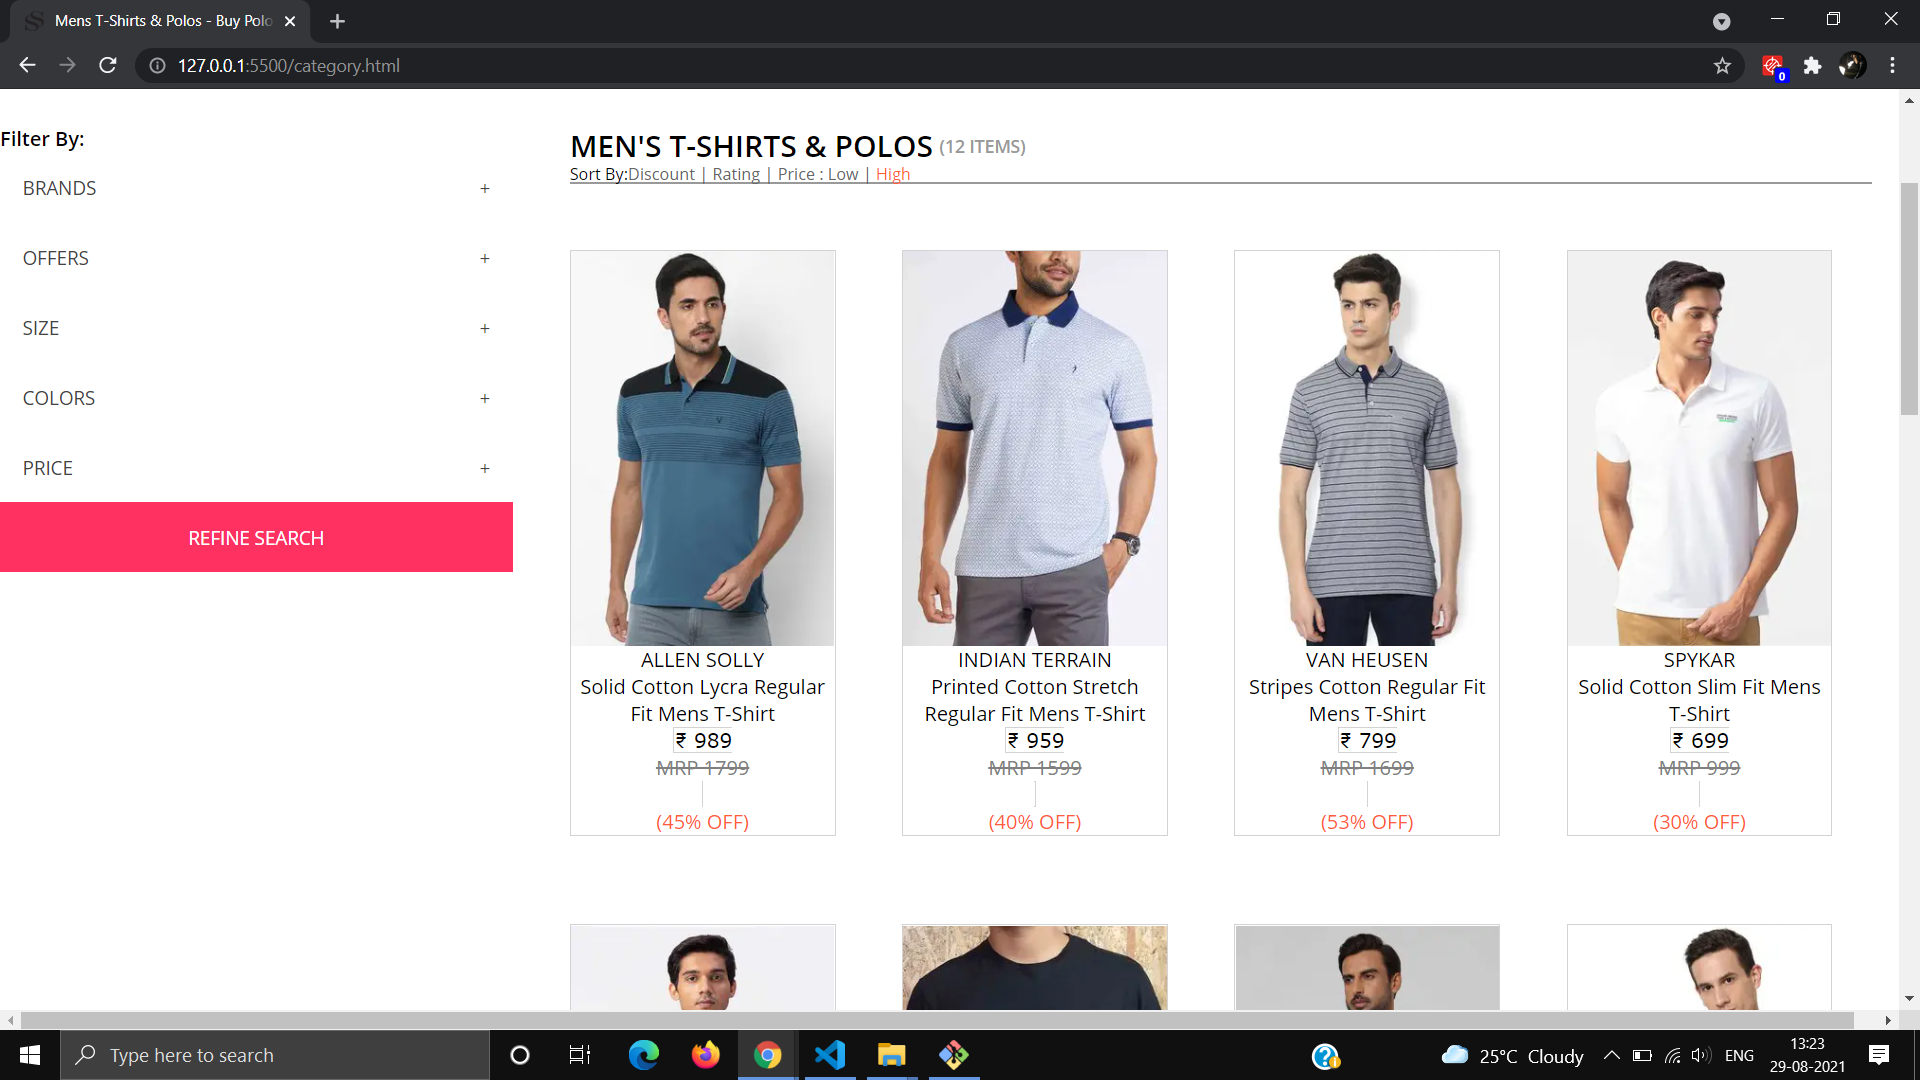 Mens T-Shirts & Polos - Buy Polo
127.0.0.1:5500/category.html
0
Filter By:
BRANDS +
OFFERS +
SIZE +
COLORS +
PRICE +
REFINE SEARCH
MEN'S T-SHIRTS & POLOS (12 ITEMS)
Sort By:Discount | Rating | Price : Low | High
ALLEN SOLLY
Solid Cotton Lycra Regular
Fit Mens T-Shirt
₹ 989
MRP 1799
(45% OFF)
INDIAN TERRAIN
Printed Cotton Stretch
Regular Fit Mens T-Shirt
₹ 959
MRP 1599
(40% OFF)
VAN HEUSEN
Stripes Cotton Regular Fit
Mens T-Shirt
₹ 799
MRP 1699
(53% OFF)
SPYKAR
Solid Cotton Slim Fit Mens
T-Shirt
₹ 699
MRP 999
(30% OFF)
Type here to search
25°C Cloudy
ENG
13:23
29-08-2021